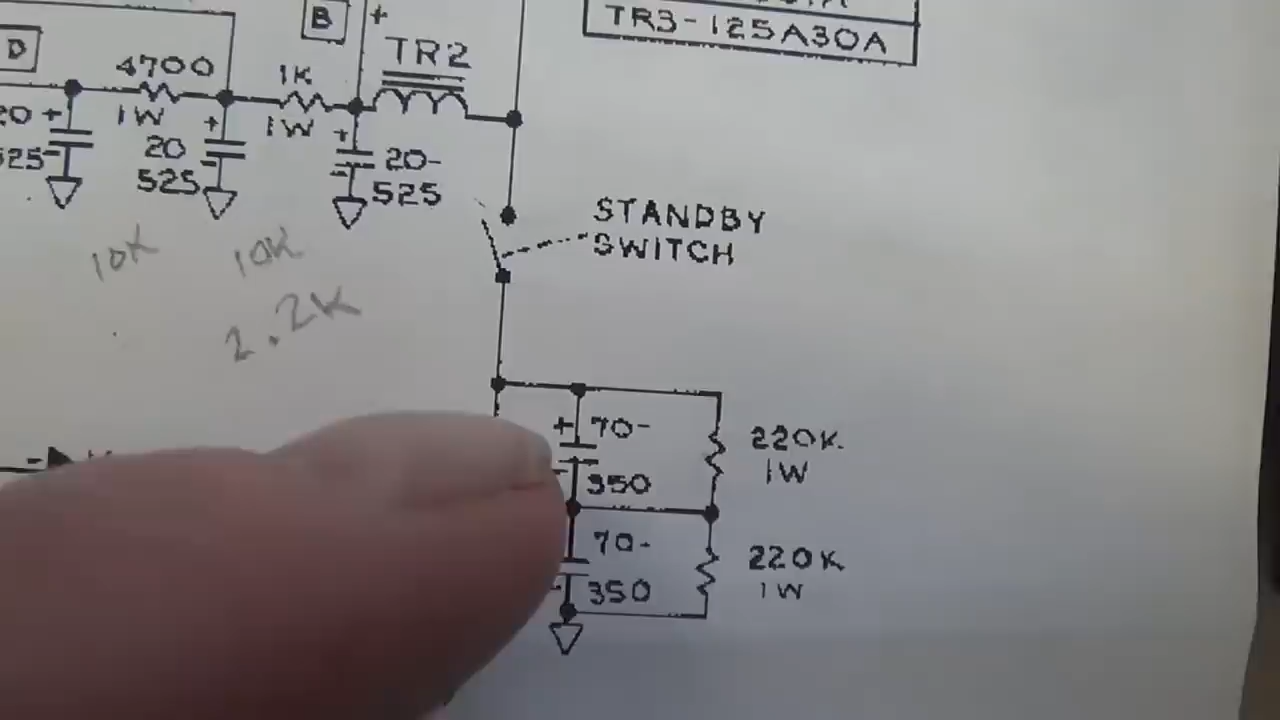 TR3-125A30A
B
+
TR2
D
4700
1K
20 +
1W
+
1W
+
20
20-
525
525
STANDBY
SWITCH
10K
10K
2.2K
+
70-
220K.
1W
350
70-
220K
350
1W